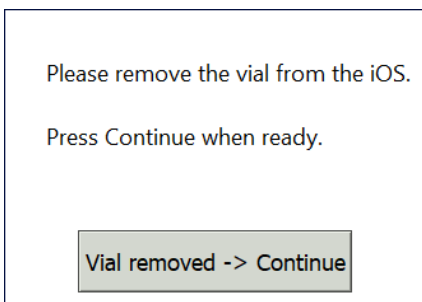 Please remove the vial from the iOS.
Press Continue when ready.
Vial removed -> Continue